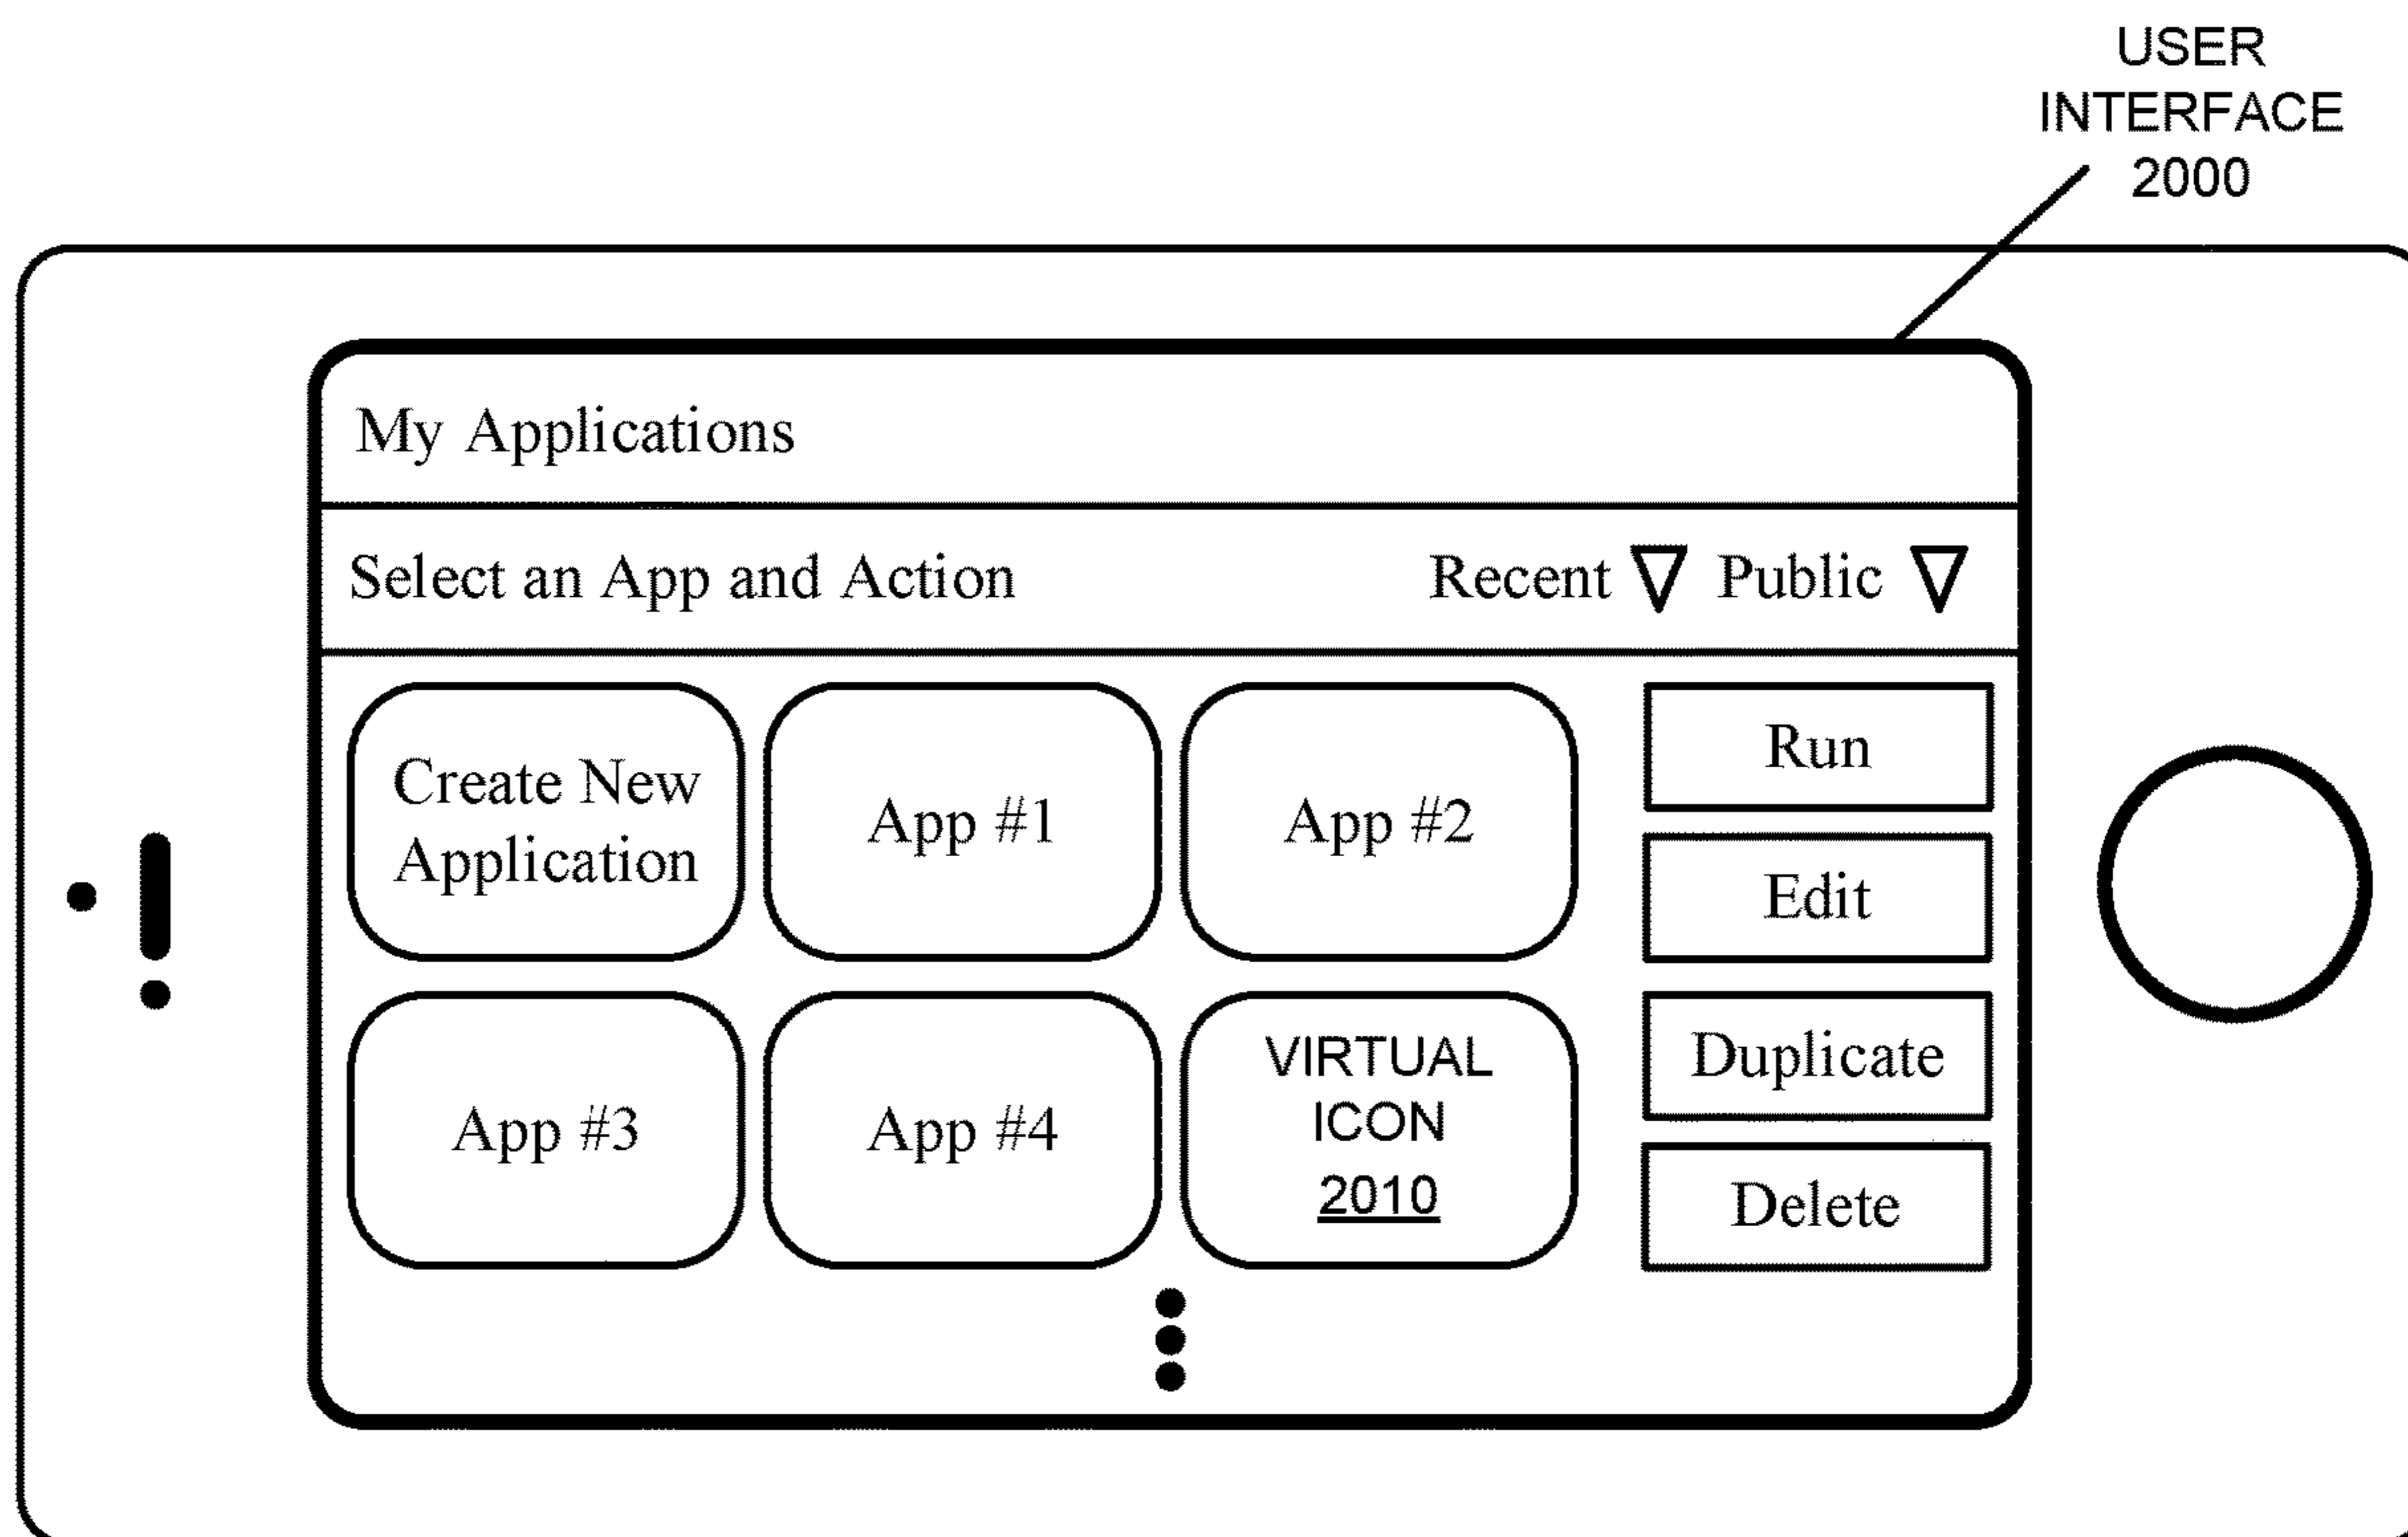 USER
INTERFACE
2000
My Applications
Select an App and Action
Recent
Public
Create New
Application
App #1
App #2
Run
Edit
App #3
App #4
VIRTUAL
ICON
2010
Duplicate
Delete